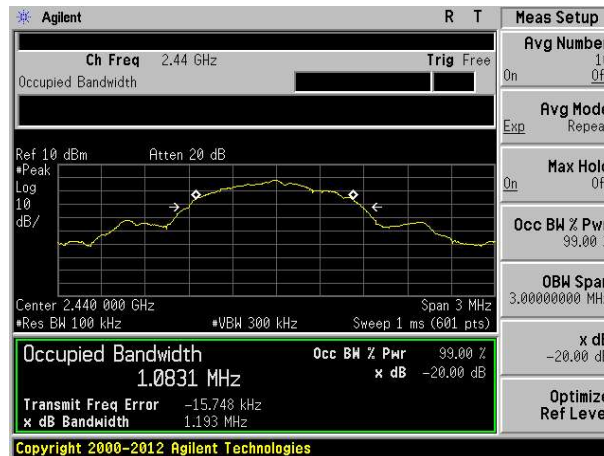 Agilent R T Meas Setup
Ch Freq 2.44 GHz Trig Free
Occupied Bandwidth
Avg Number
On
Avg Mode
Exp
Max Hold
On
Occ BW % Pwr
99.00
OBW Span
3.00000000
x dB
-20.00
Optimize
Ref Level
Ref 10 dBm Atten 20 dB
#Peak
Log
10
dB/
Center 2.440 000 GHz Span 3 MHz
#Res BW 100 kHz #VBW 300 kHz Sweep 1 ms (601 pts)
Occupied Bandwidth Occ BW % Pwr 99.00 %
1.0831 MHz x dB -20.00 dB
Transmit Freq Error -15.748 kHz
x dB Bandwidth 1.193 MHz
Copyright 2000-2012 Agilent Technologies